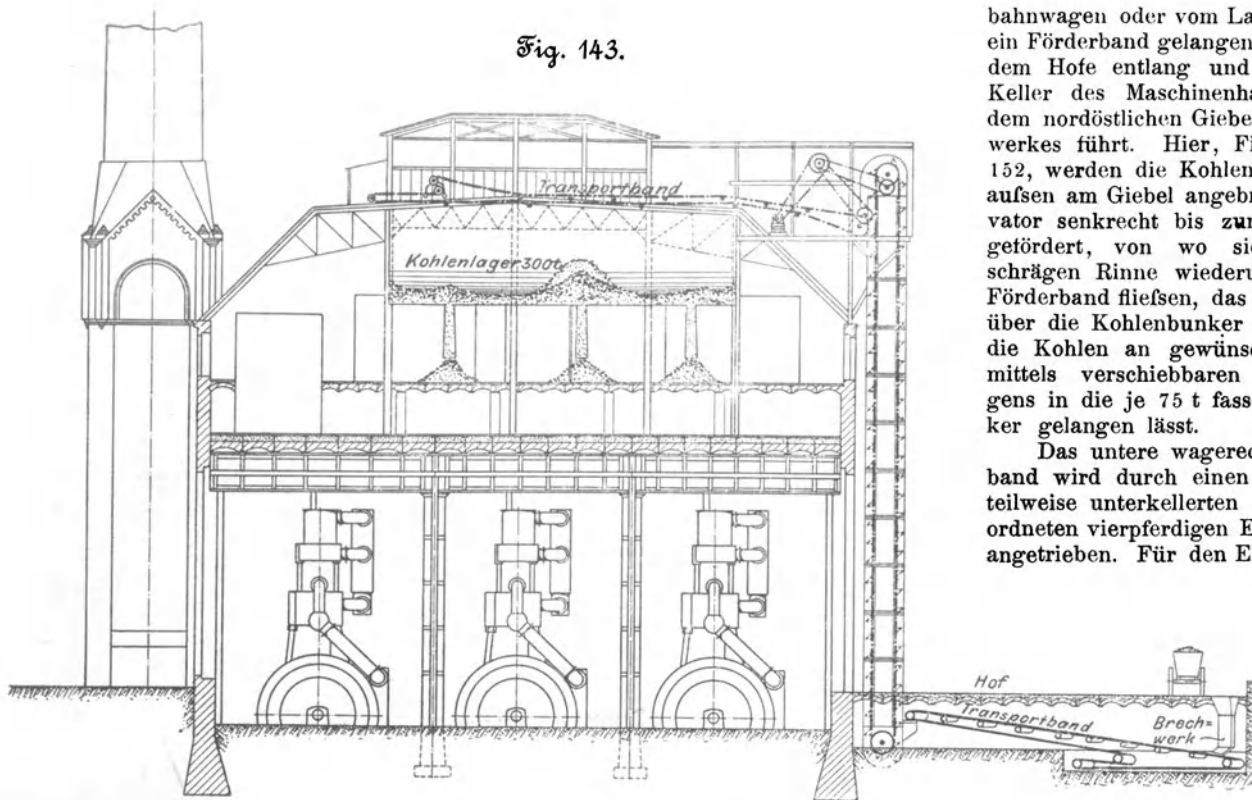 Fig. 143.
Transportband
Kohlenlager 300t
Hof
Transportband
Brech=
werk
bahnwagen oder vom La
ein Förderband gelangen
dem Hofe entlang und
Keller des Maschinenha
dem nordöstlichen Giebe
werkes führt. Hier, Fi
152, werden die Kohlen
aufsen am Giebel angebr
vator senkrecht bis zur
gefördert, von wo sie
schrägen Rinne wiederu
Förderband fliefsen, das
über die Kohlenbunker
die Kohlen an gewünsc
mittels verschiebbaren
gens in die je 75 t fass
ker gelangen lässt.
Das untere wagerec
band wird durch einen
teilweise unterkellerten
ordneten vierpferdigen E
angetrieben. Für den E